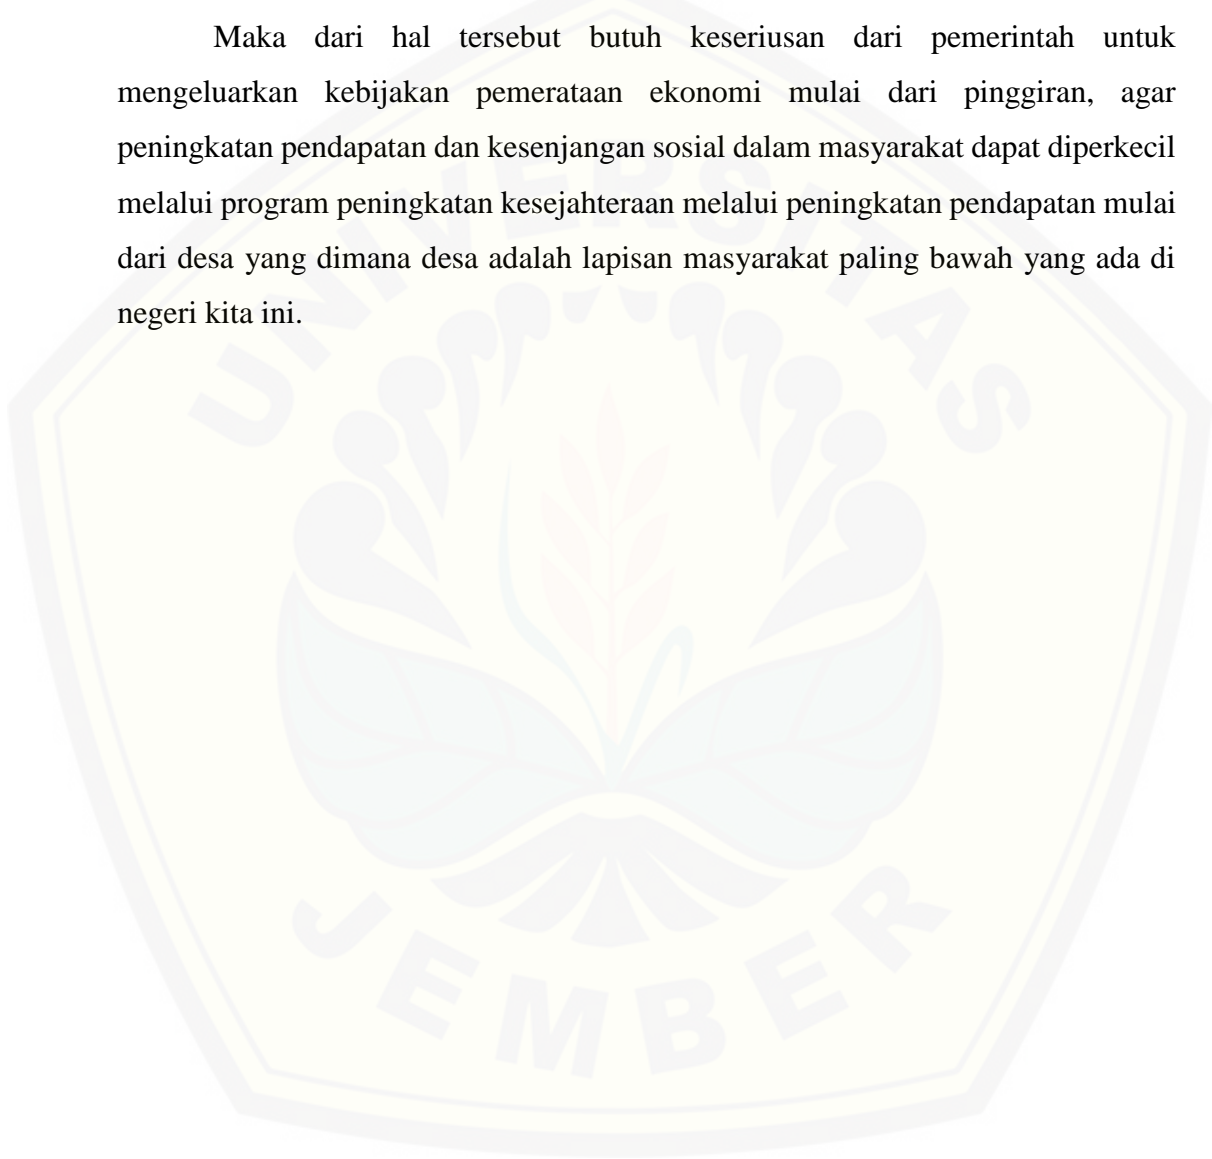 Maka dari hal tersebut butuh keseriusan dari pemerintah untuk
mengeluarkan kebijakan pemerataan ekonomi mulai dari pinggiran, agar
peningkatan pendapatan dan kesenjangan sosial dalam masyarakat dapat diperkecil
melalui program peningkatan kesejahteraan melalui peningkatan pendapatan mulai
dari desa yang dimana desa adalah lapisan masyarakat paling bawah yang ada di
negeri kita ini.
UNIVERSITAS
JEMBER